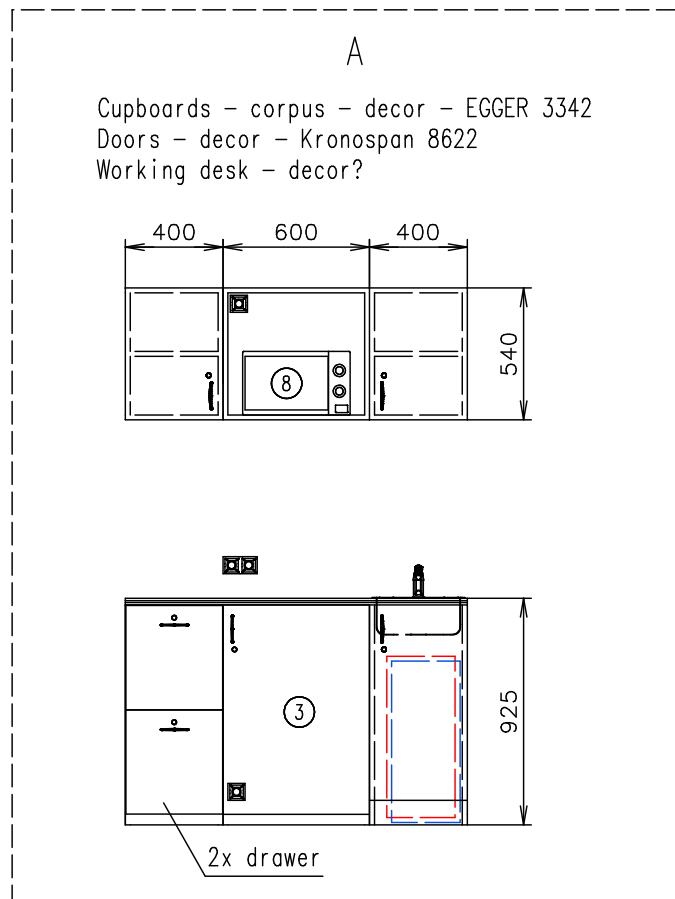 A
Cupboards – corpus – decor – EGGER 3342
Doors – decor – Kronospan 8622
Working desk – decor?
400 600 400
540
8
925
3
2x drawer